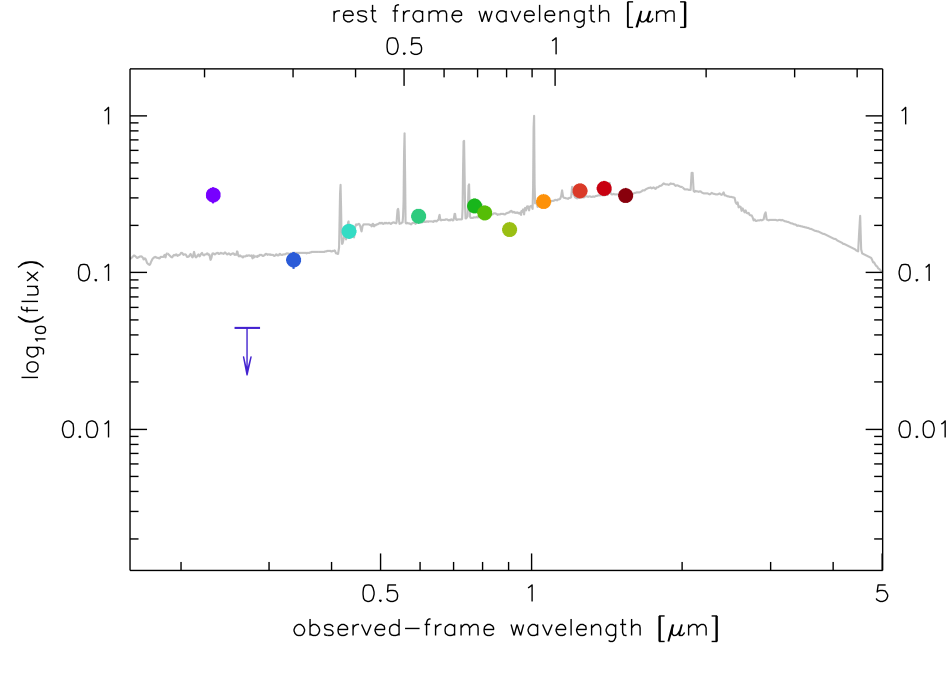 rest frame wavelength [μm]
0.5 1
1 1
0.1 0.1
log10(flux)
0.01 0.01
0.5 1 5
observed-frame wavelength [μm]